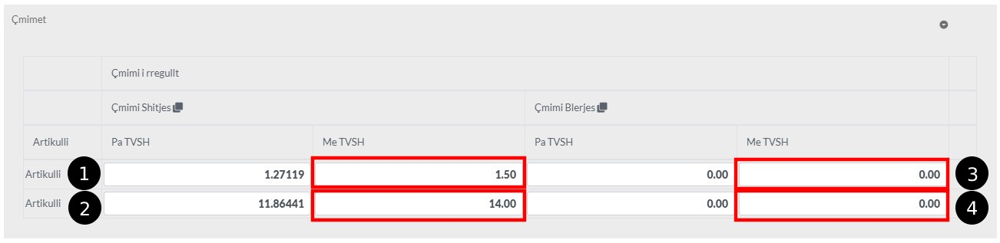 Çmimet
Çmimi i rregullt
Çmimi Shitjes Çmimi Blerjes
Artikulli Pa TVSH Me TVSH Pa TVSH Me TVSH
Artikulli 1 1.27119 1.50 0.00 0.00 3
Artikulli 2 11.86441 14.00 0.00 0.00 4